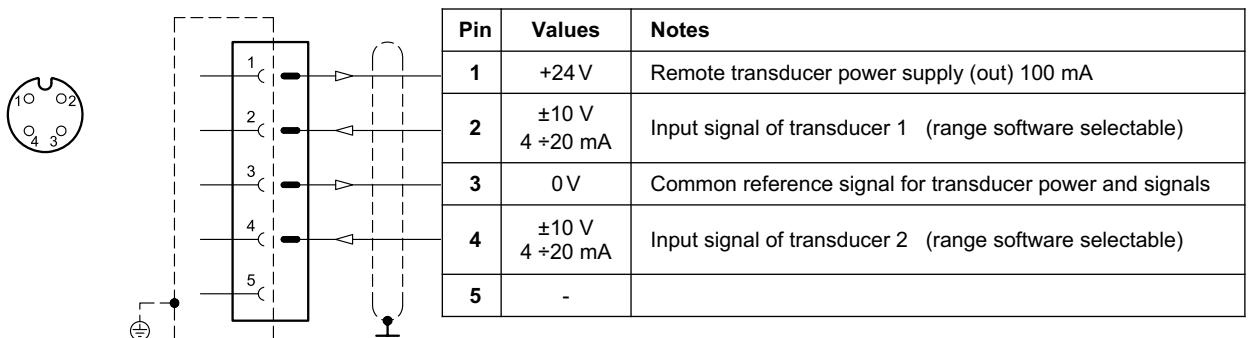 1 2
4 3
1
2
3
4
5
Pin Values Notes
1 +24 V Remote transducer power supply (out) 100 mA
2 ±10 V
4 ÷20 mA Input signal of transducer 1 (range software selectable)
3 0 V Common reference signal for transducer power and signals
4 ±10 V
4 ÷20 mA Input signal of transducer 2 (range software selectable)
5 -